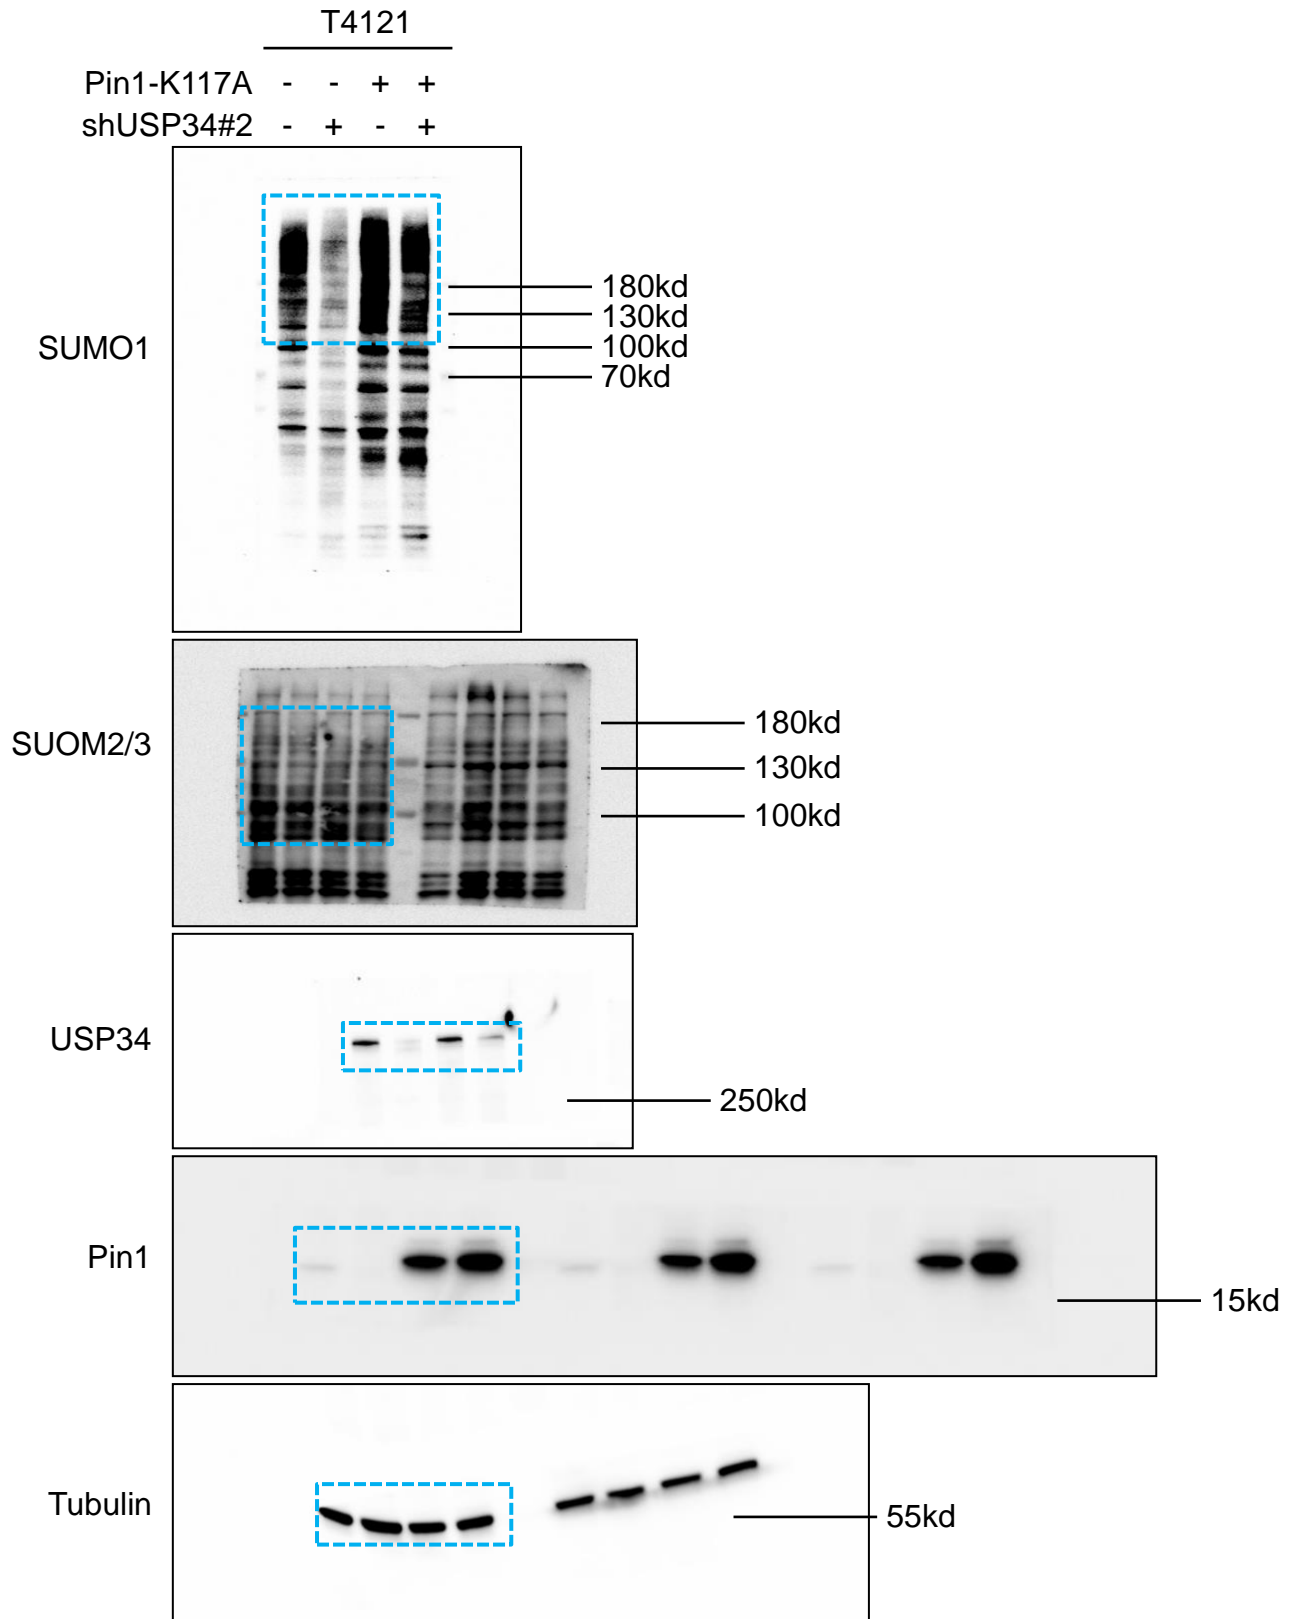 T4121
Pin1-K117A - - + +
shUSP34#2 - + - +
SUMO1
180kd
130kd
100kd
70kd
SUOM2/3
180kd
130kd
100kd
USP34
250kd
Pin1
15kd
Tubulin
55kd